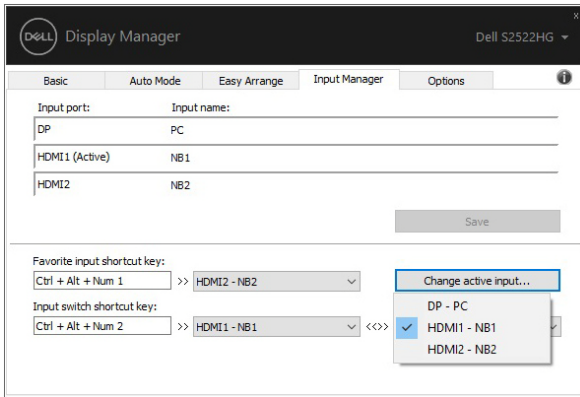 DELL Display Manager
Dell S2522HG
x
Basic Auto Mode Easy Arrange Input Manager Options i
Input port: Input name:
DP PC
HDMI1 (Active) NB1
HDMI2 NB2
Save
Favorite input shortcut key:
Ctrl + Alt + Num 1 >> HDMI2 - NB2 Change active input...
Input switch shortcut key:
Ctrl + Alt + Num 2 >> HDMI1 - NB1 <<>>
DP - PC
HDMI1 - NB1
HDMI2 - NB2